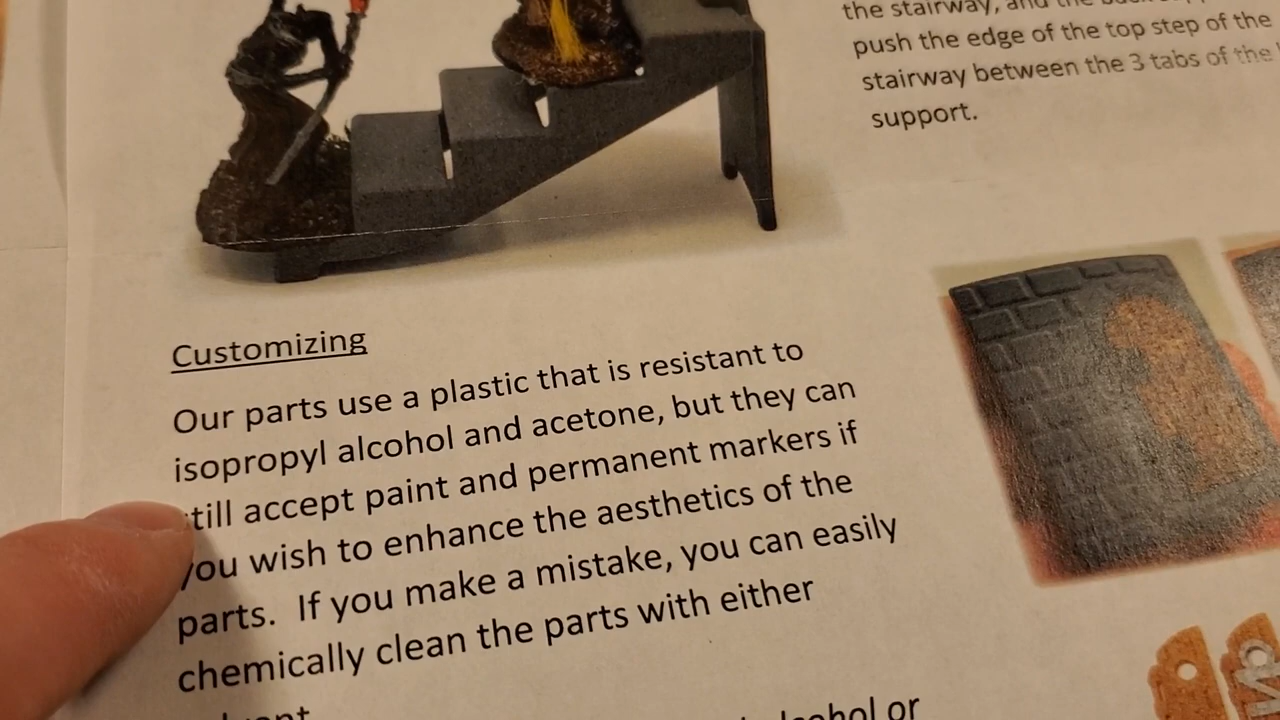 the stairway, and the
push the edge of the top step of the
stairway between the 3 tabs of the
support.
Customizing
Our parts use a plastic that is resistant to
isopropyl alcohol and acetone, but they can
still accept paint and permanent markers if
you wish to enhance the aesthetics of the
parts.  If you make a mistake, you can easily
chemically clean the parts with either
alcohol or